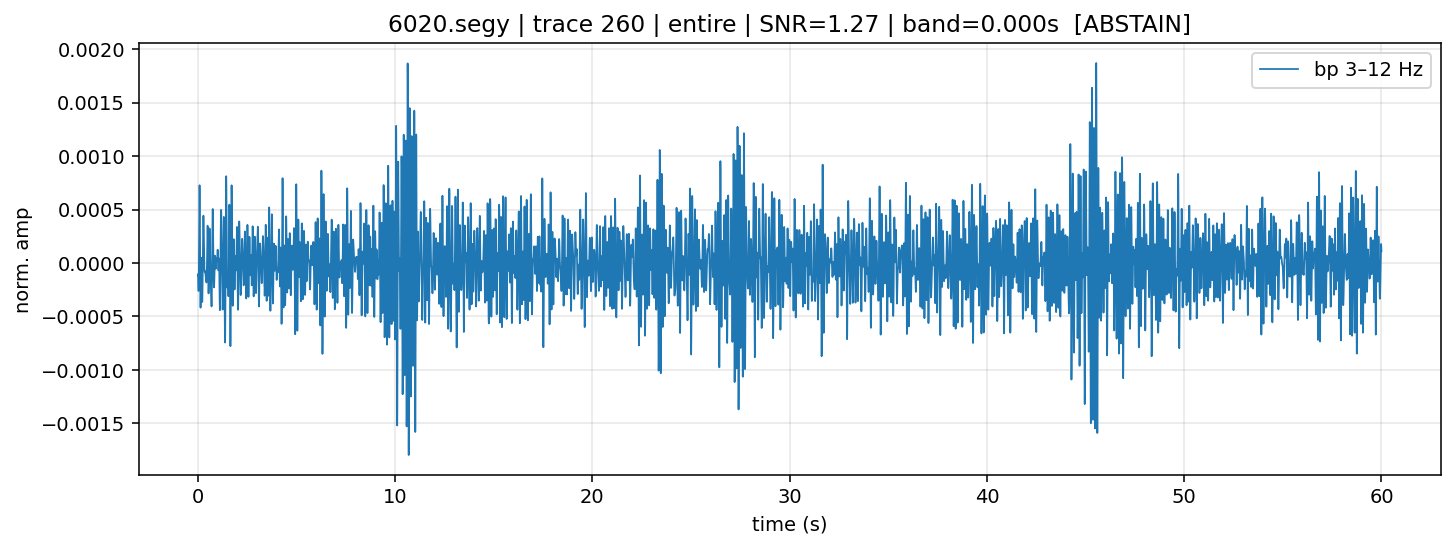 6020.segy | trace 260 | entire | SNR=1.27 | band=0.000s  [ABSTAIN]
bp 3–12 Hz
norm. amp
0.0020
0.0015
0.0010
0.0005
0.0000
−0.0005
−0.0010
−0.0015
0 10 20 30 40 50 60
time (s)